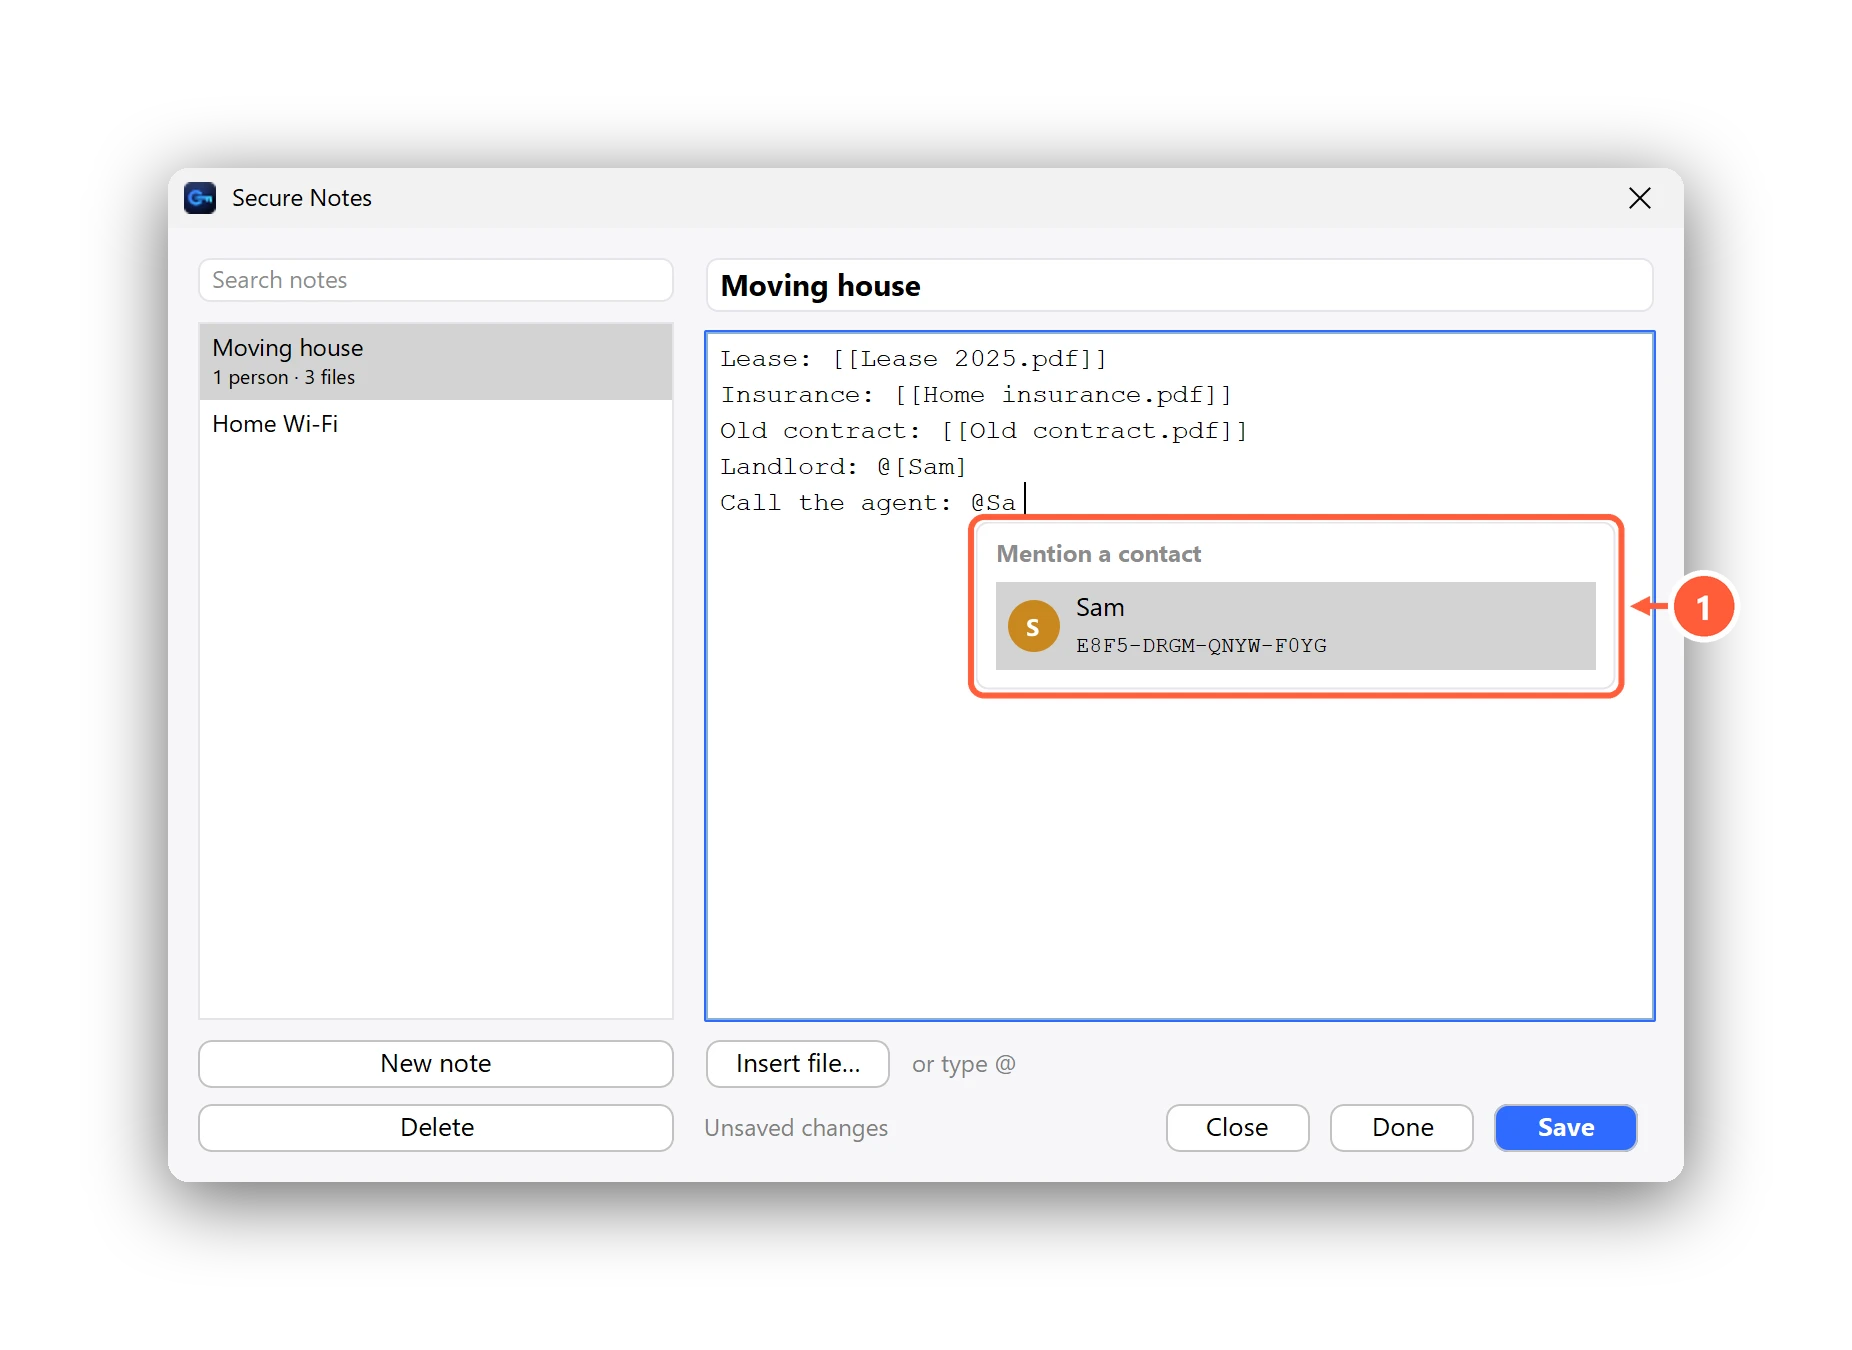 Secure Notes
Search notes
Moving house
1 person · 3 files
Home Wi-Fi
New note
Delete
Moving house
Lease: [[Lease 2025.pdf]]
Insurance: [[Home insurance.pdf]]
Old contract: [[Old contract.pdf]]
Landlord: @[Sam]
Call the agent: @Sa
Mention a contact
S
Sam
E8F5-DRGM-QNYW-F0YG
1
Insert file...
or type @
Unsaved changes
Close
Done
Save